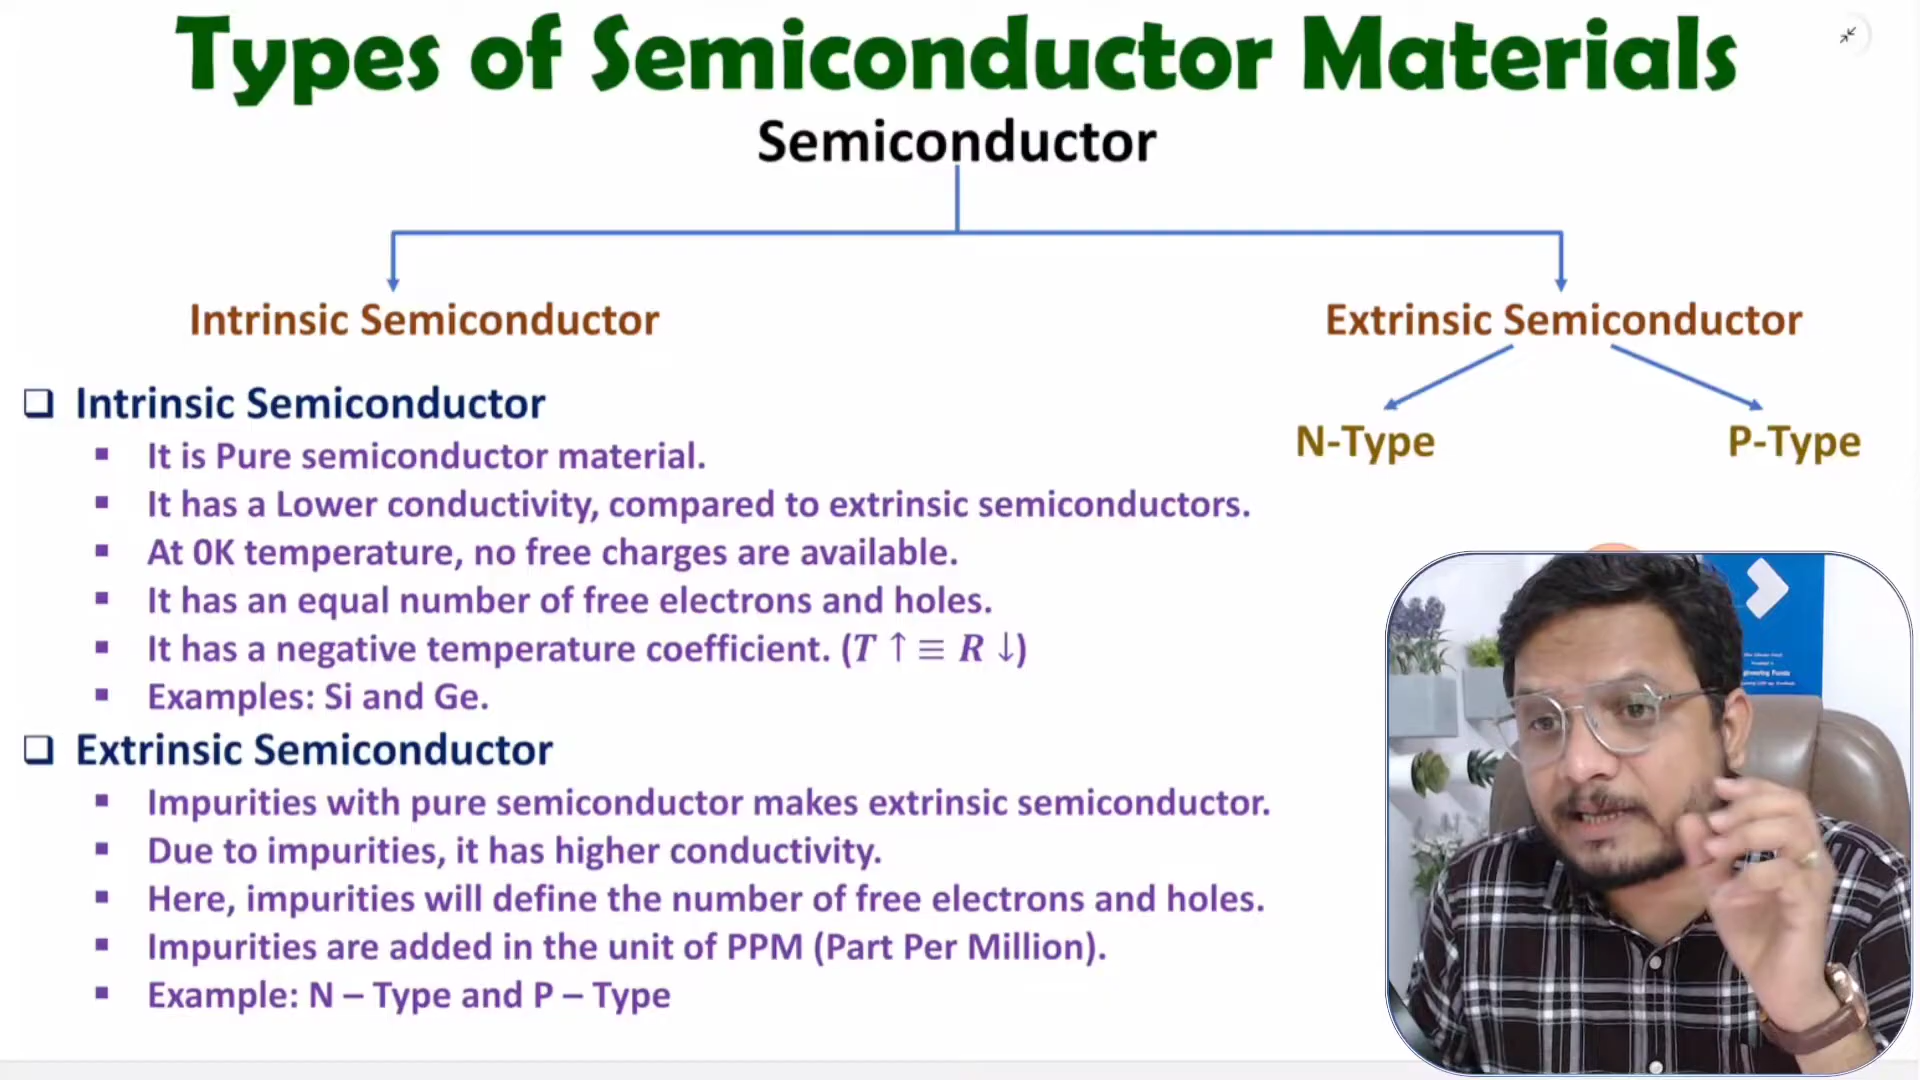 Types of Semiconductor Materials
Semiconductor
Intrinsic Semiconductor
Extrinsic Semiconductor
N-Type
P-Type
❑ Intrinsic Semiconductor
▪ It is Pure semiconductor material.
▪ It has a Lower conductivity, compared to extrinsic semiconductors.
▪ At 0K temperature, no free charges are available.
▪ It has an equal number of free electrons and holes.
▪ It has a negative temperature coefficient. (T ↑ ≡ R ↓)
▪ Examples: Si and Ge.
❑ Extrinsic Semiconductor
▪ Impurities with pure semiconductor makes extrinsic semiconductor.
▪ Due to impurities, it has higher conductivity.
▪ Here, impurities will define the number of free electrons and holes.
▪ Impurities are added in the unit of PPM (Part Per Million).
▪ Example: N – Type and P – Type